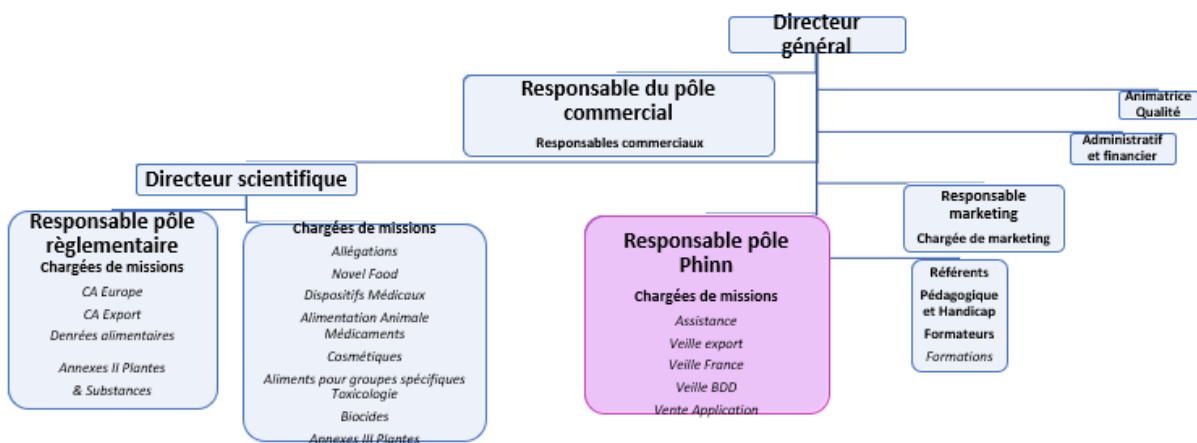 Directeur
général
Responsable du pôle
commercial
Responsables commerciaux
Animatrice
Qualité
Administratif
et financier
Directeur scientifique
Responsable
marketing
Chargée de marketing
Responsable pôle
règlementaire
Chargées de missions
CA Europe
CA Export
Denrées alimentaires
Annexes II Plantes
& Substances
Chargées de missions
Allégations
Novel Food
Dispositifs Médicaux
Alimentation Animale
Médicaments
Cosmétiques
Aliments pour groupes spécifiques
Toxicologie
Biocides
Annexes III Plantes
Responsable pôle
Phinn
Chargées de missions
Assistance
Veille export
Veille France
Veille BDD
Vente Application
Référents
Pédagogique
et Handicap
Formateurs
Formations